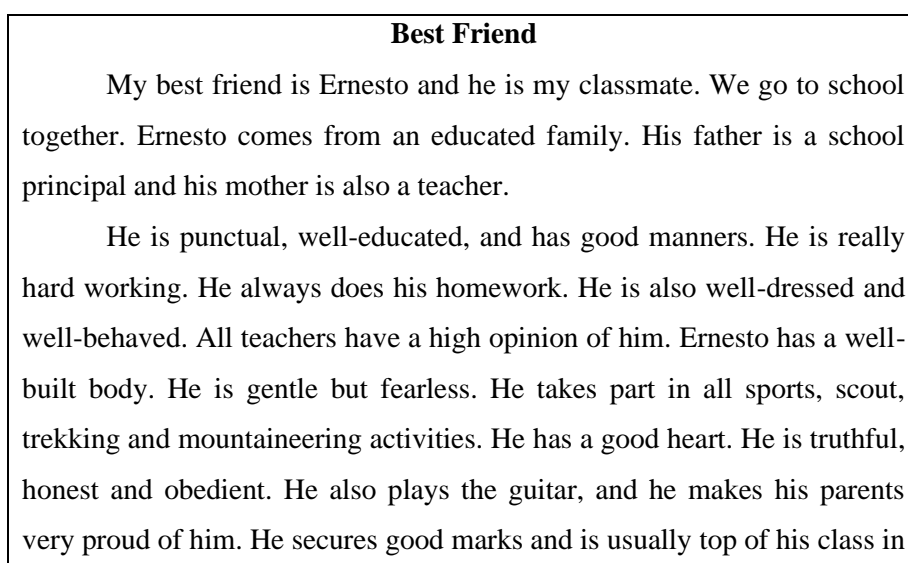 Best Friend
My best friend is Ernesto and he is my classmate. We go to school
together. Ernesto comes from an educated family. His father is a school
principal and his mother is also a teacher.
He is punctual, well-educated, and has good manners. He is really
hard working. He always does his homework. He is also well-dressed and
well-behaved. All teachers have a high opinion of him. Ernesto has a well-
built body. He is gentle but fearless. He takes part in all sports, scout,
trekking and mountaineering activities. He has a good heart. He is truthful,
honest and obedient. He also plays the guitar, and he makes his parents
very proud of him. He secures good marks and is usually top of his class in